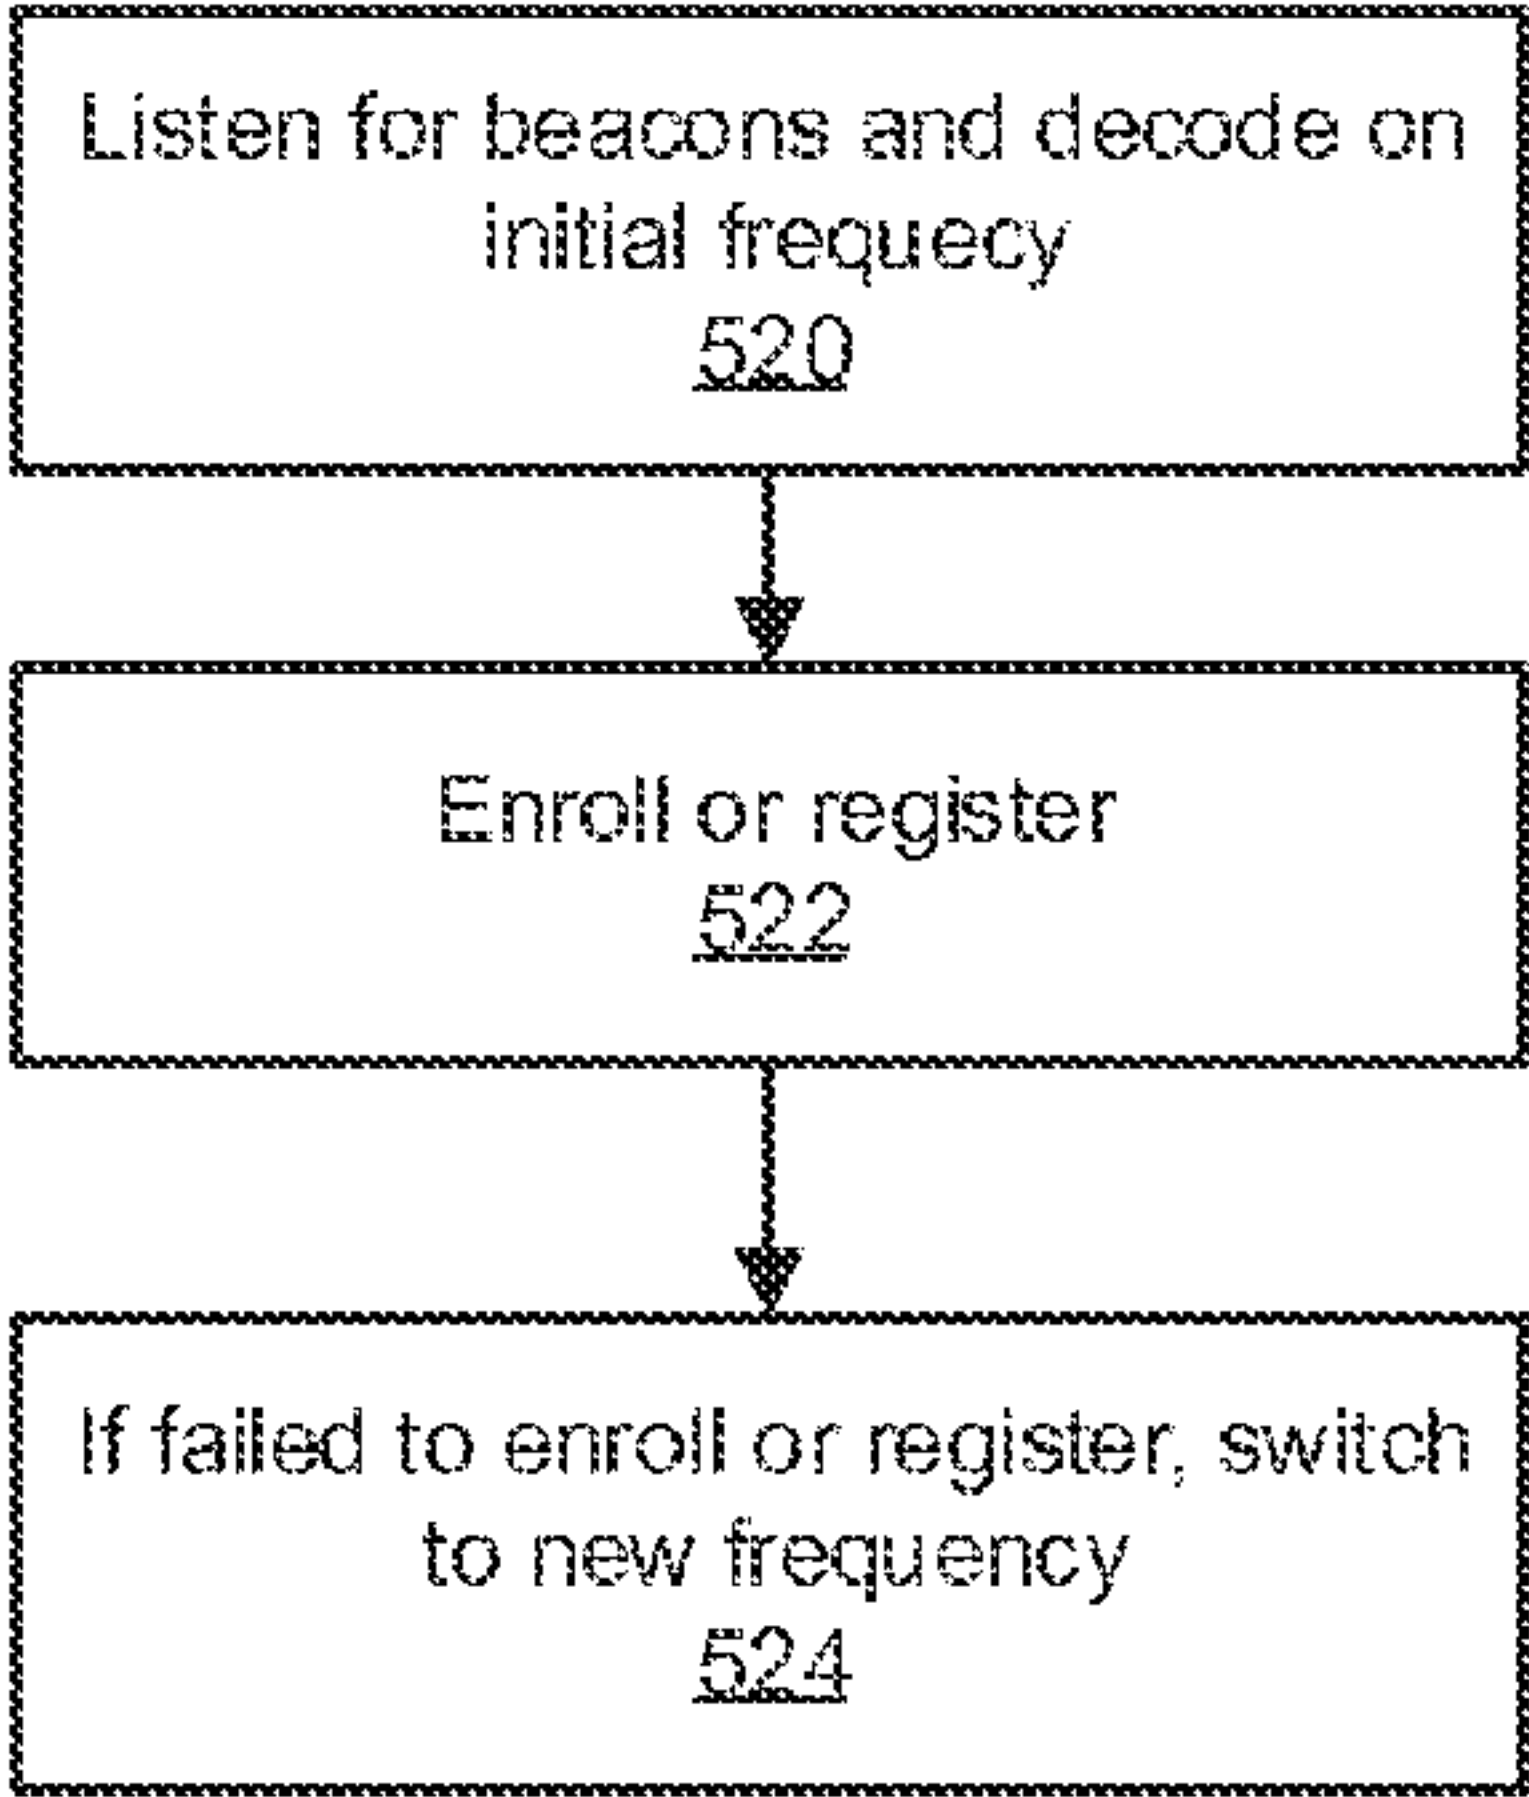 Listen for beacons and decode on
initial frequecy
520
Enroll or register
522
If failed to enroll or register, switch
to new frequency
524